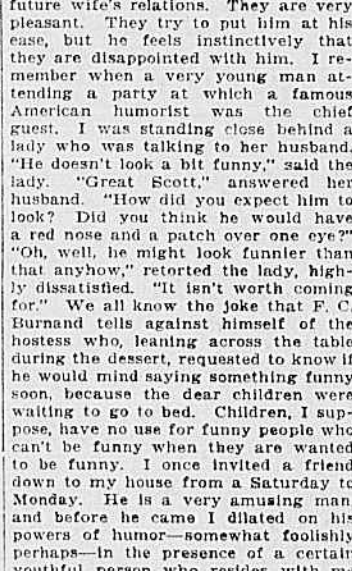 future wife's relations. They are very
pleasant. They try to put him at his
ease, but he feels instinctively that
they are disappointed with him. I re-
member when a very young man at-
tending a party at which a famous
American humorist was the chief
guest. I was standing close behind a
lady who was talking to her husband.
"He doesn't look a bit funny," said the
lady. "Great Scott," answered her
husband. "How did you expect him to
look? Did you think he would have
a red nose and a patch over one eye?"
"Oh, well, he might look funnier than
that anyhow," retorted the lady, high-
ly dissatisfied. "It isn't worth coming
for." We all know the joke that F. C.
Burnand tells against himself of the
hostess who, leaning across the table
during the dessert, requested to know if
he would mind saying something funny
soon, because the dear children were
waiting to go to bed. Children, I sup-
pose, have no use for funny people who
can't be funny when they are wanted
to be funny. I once invited a friend
down to my house from a Saturday to
Monday. He is a very amusing man
and before he came I dilated on his
powers of humor—somewhat foolishly
perhaps—in the presence of a certain
youthful person who resides with